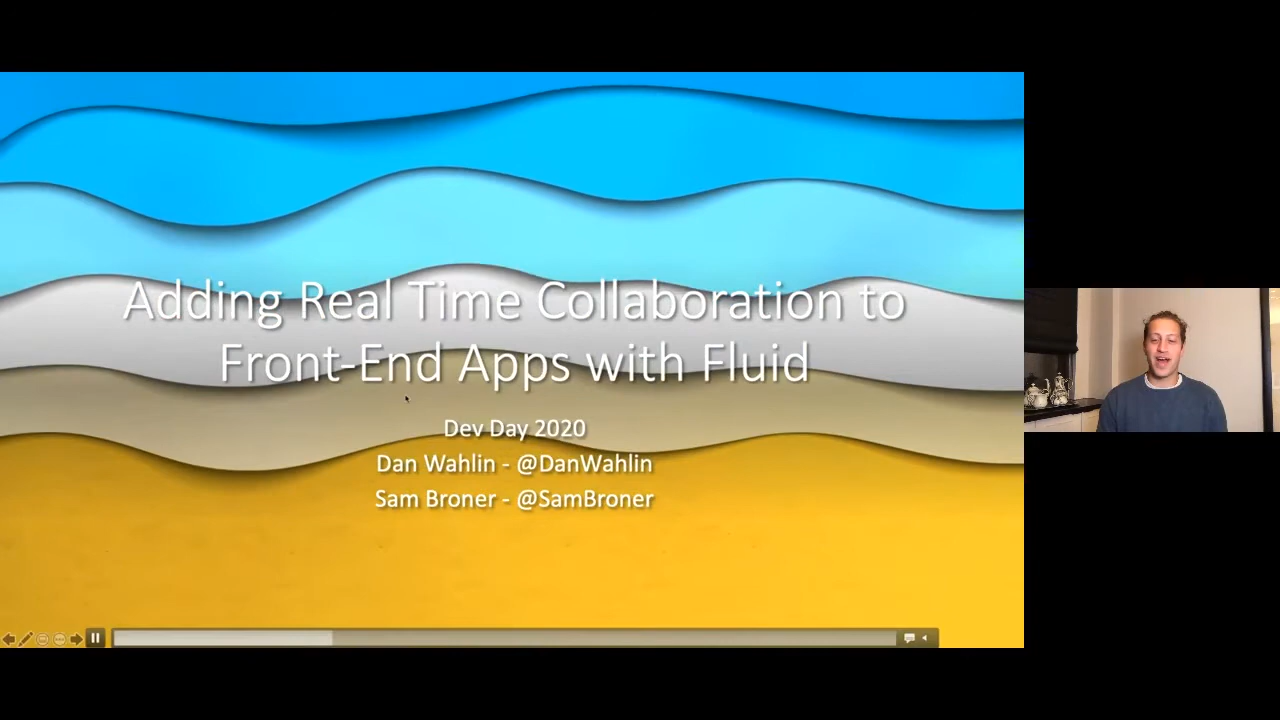 Adding Real Time Collaboration to
Front-End Apps with Fluid
Dev Day 2020
Dan Wahlin - @DanWahlin
Sam Broner - @SamBroner